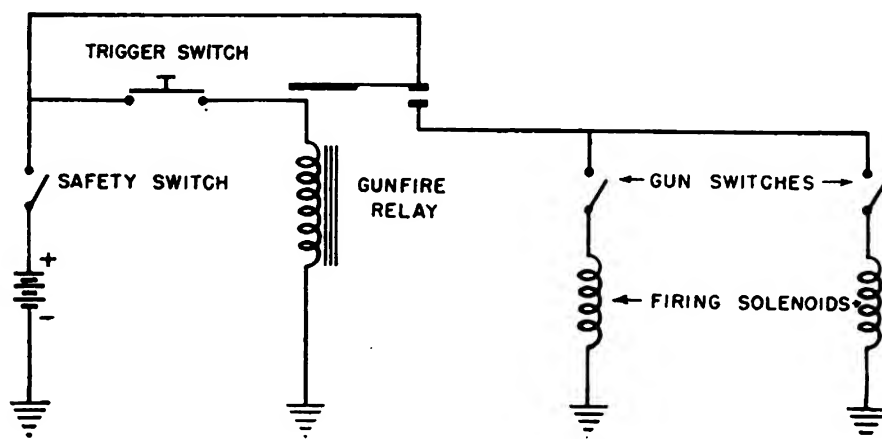 TRIGGER SWITCH
SAFETY SWITCH
GUNFIRE
RELAY
GUN SWITCHES
FIRING SOLENOIDS
+
-